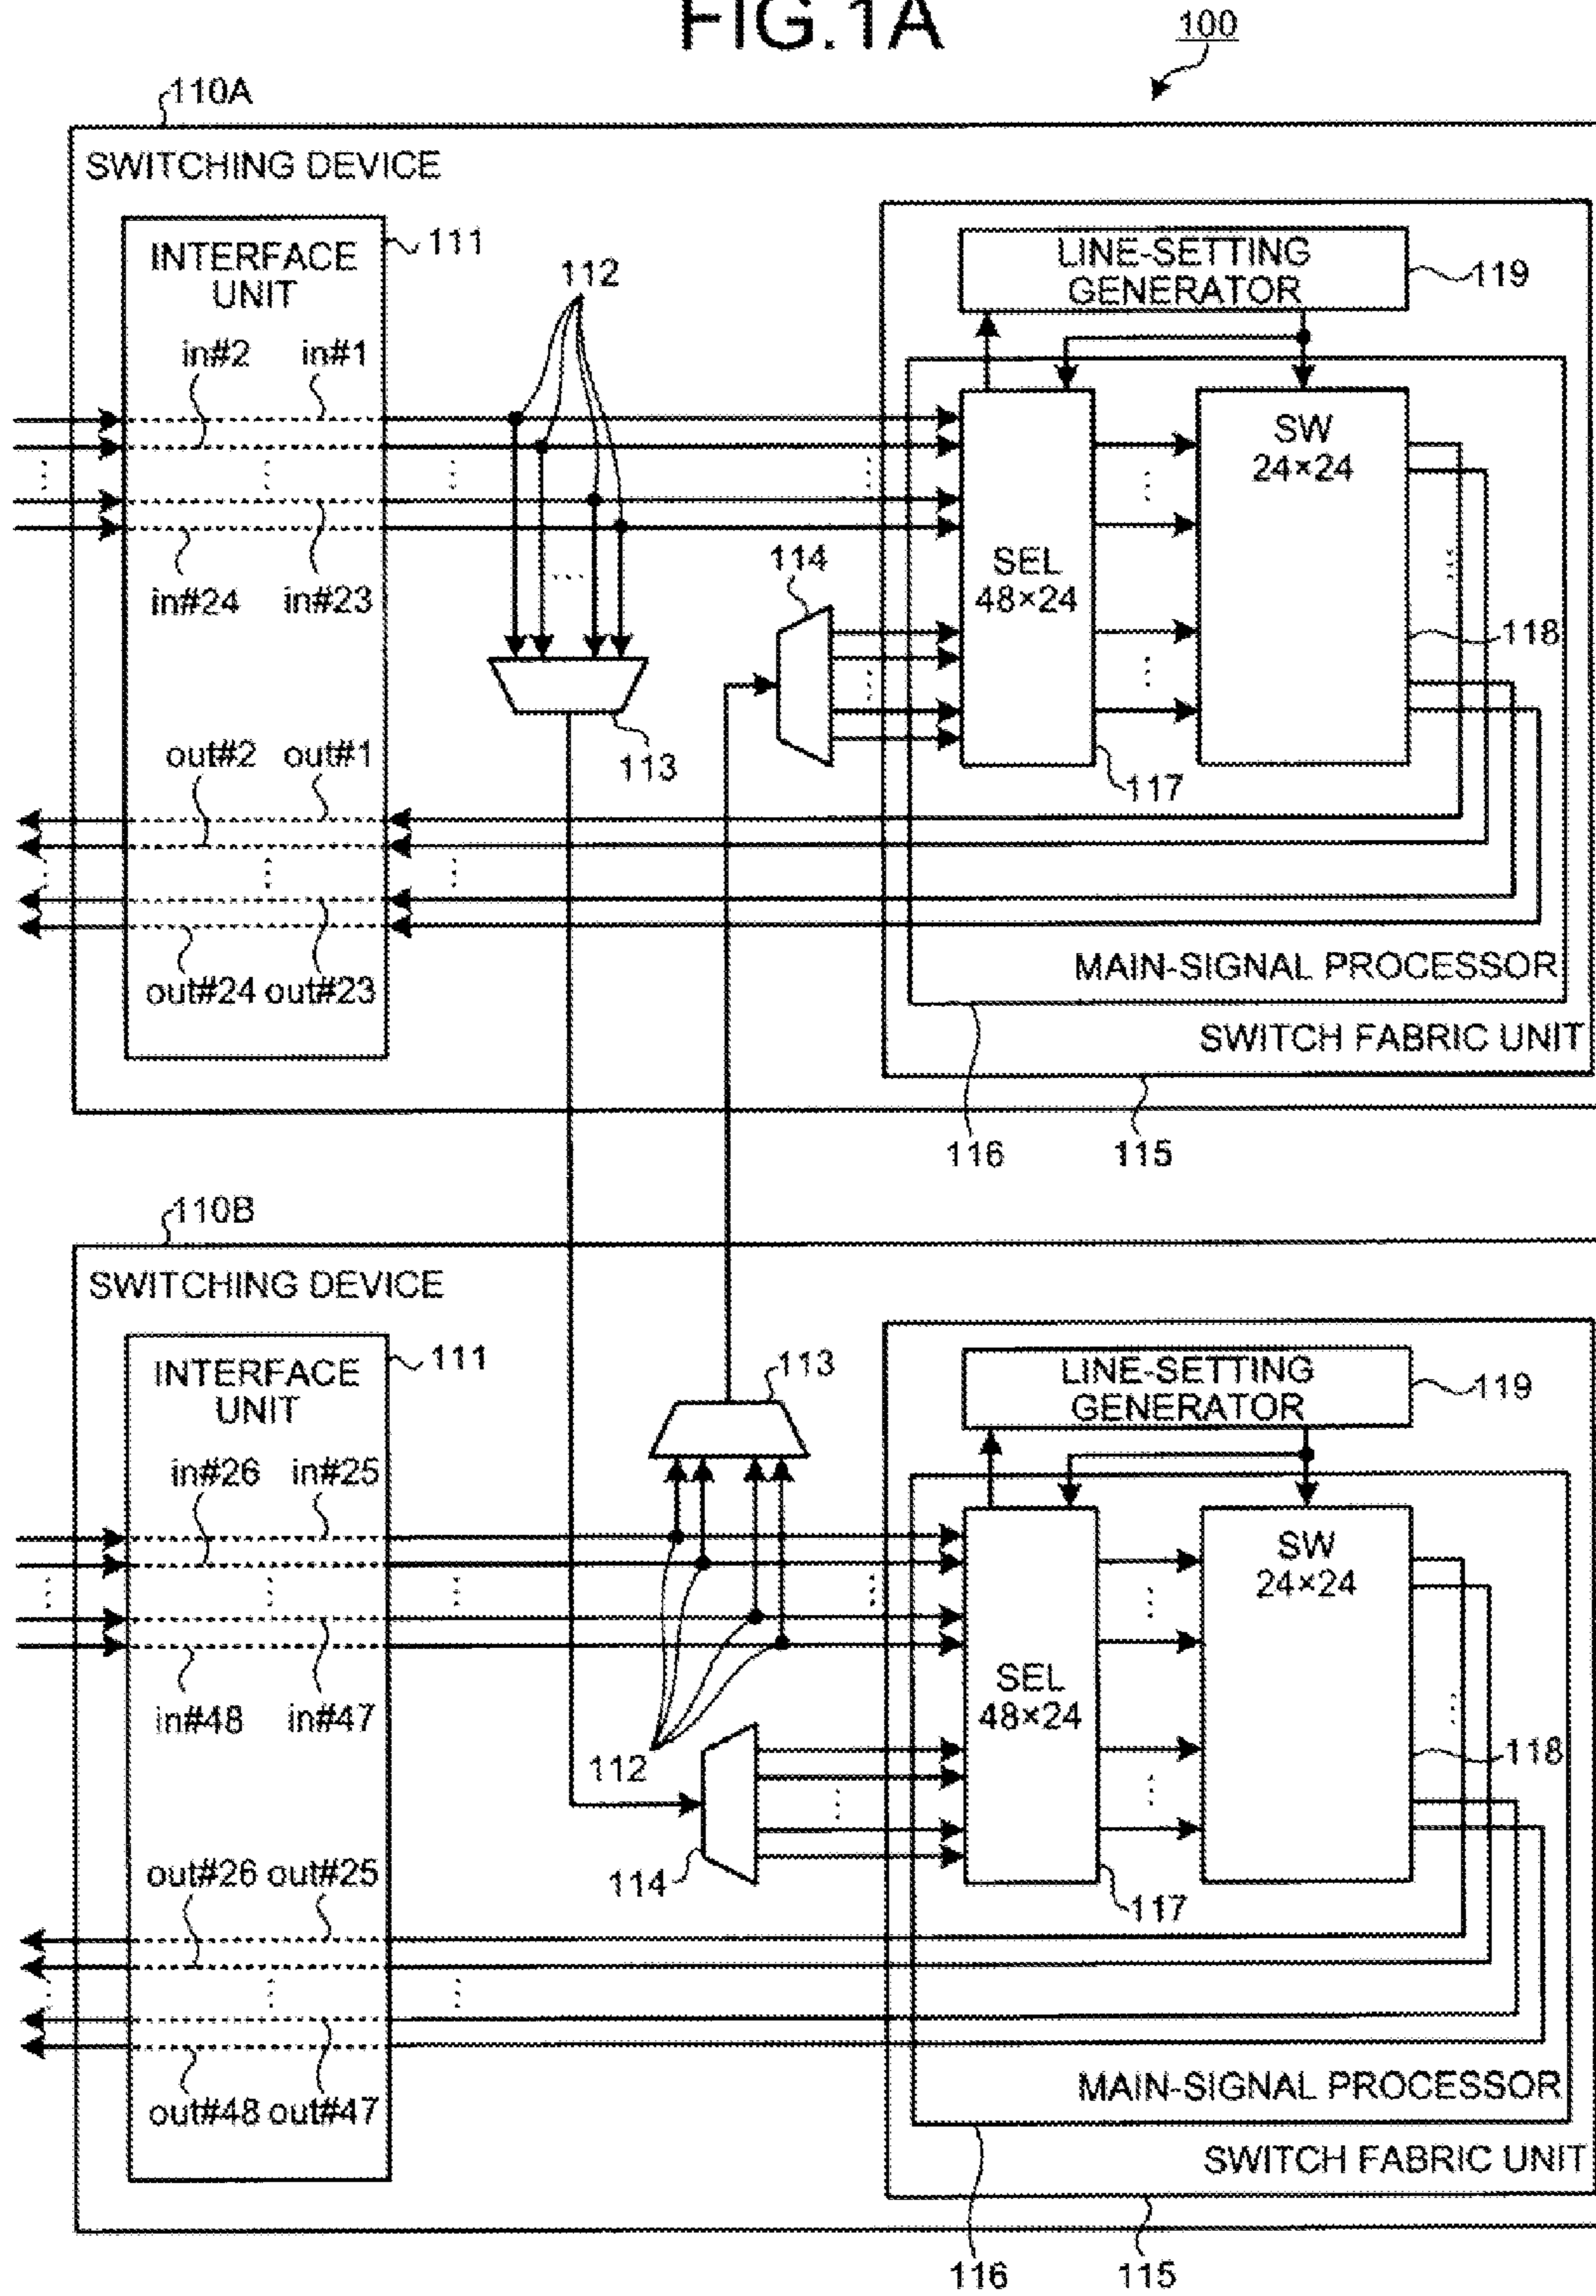 FIG.1A
100
110A
SWITCHING DEVICE
INTERFACE
UNIT
111
in#2
in#1
in#24
in#23
out#2
out#1
out#24
out#23
112
113
114
LINE-SETTING
GENERATOR
119
SEL
48×24
117
SW
24×24
118
MAIN-SIGNAL PROCESSOR
SWITCH FABRIC UNIT
116
115
110B
SWITCHING DEVICE
INTERFACE
UNIT
111
in#26
in#25
in#48
in#47
out#26
out#25
out#48
out#47
113
112
114
LINE-SETTING
GENERATOR
119
SEL
48×24
117
SW
24×24
118
MAIN-SIGNAL PROCESSOR
SWITCH FABRIC UNIT
116
115